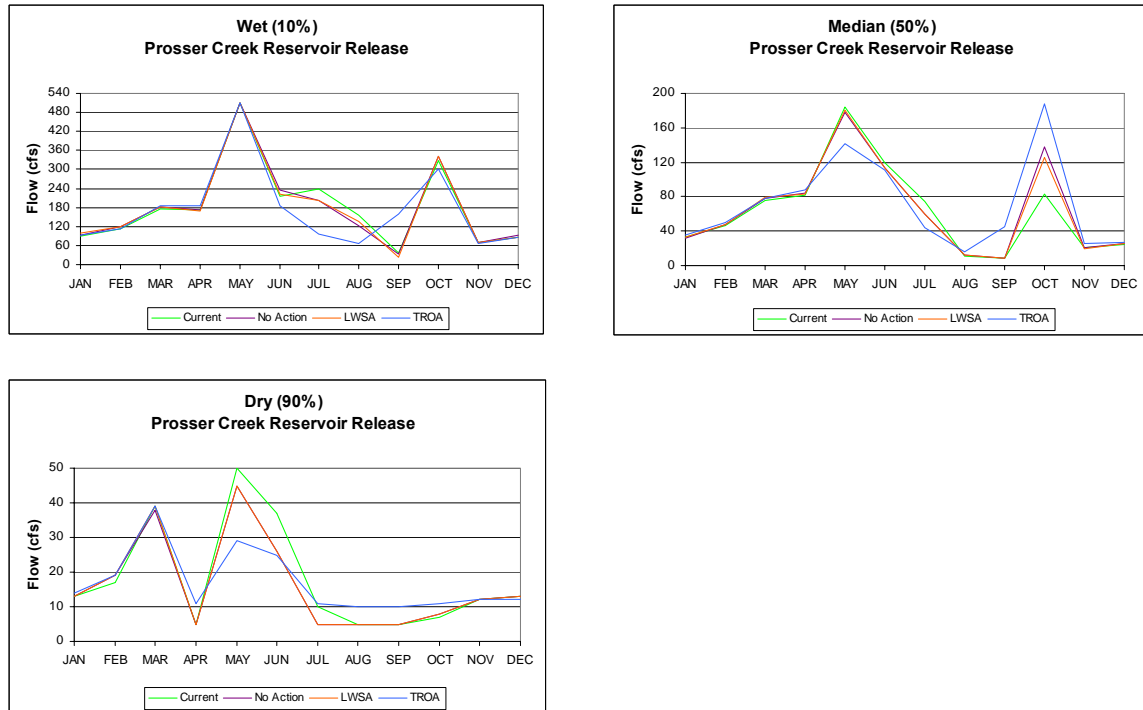 Wet (10%)
Prosser Creek Reservoir Release
Flow (cfs)
540
480
420
360
300
240
180
120
60
0
JAN FEB MAR APR MAY JUN JUL AUG SEP OCT NOV DEC
Current No Action LWSA TROA
Median (50%)
Prosser Creek Reservoir Release
Flow (cfs)
200
160
120
80
40
0
JAN FEB MAR APR MAY JUN JUL AUG SEP OCT NOV DEC
Current No Action LWSA TROA
Dry (90%)
Prosser Creek Reservoir Release
Flow (cfs)
50
40
30
20
10
0
JAN FEB MAR APR MAY JUN JUL AUG SEP OCT NOV DEC
Current No Action LWSA TROA